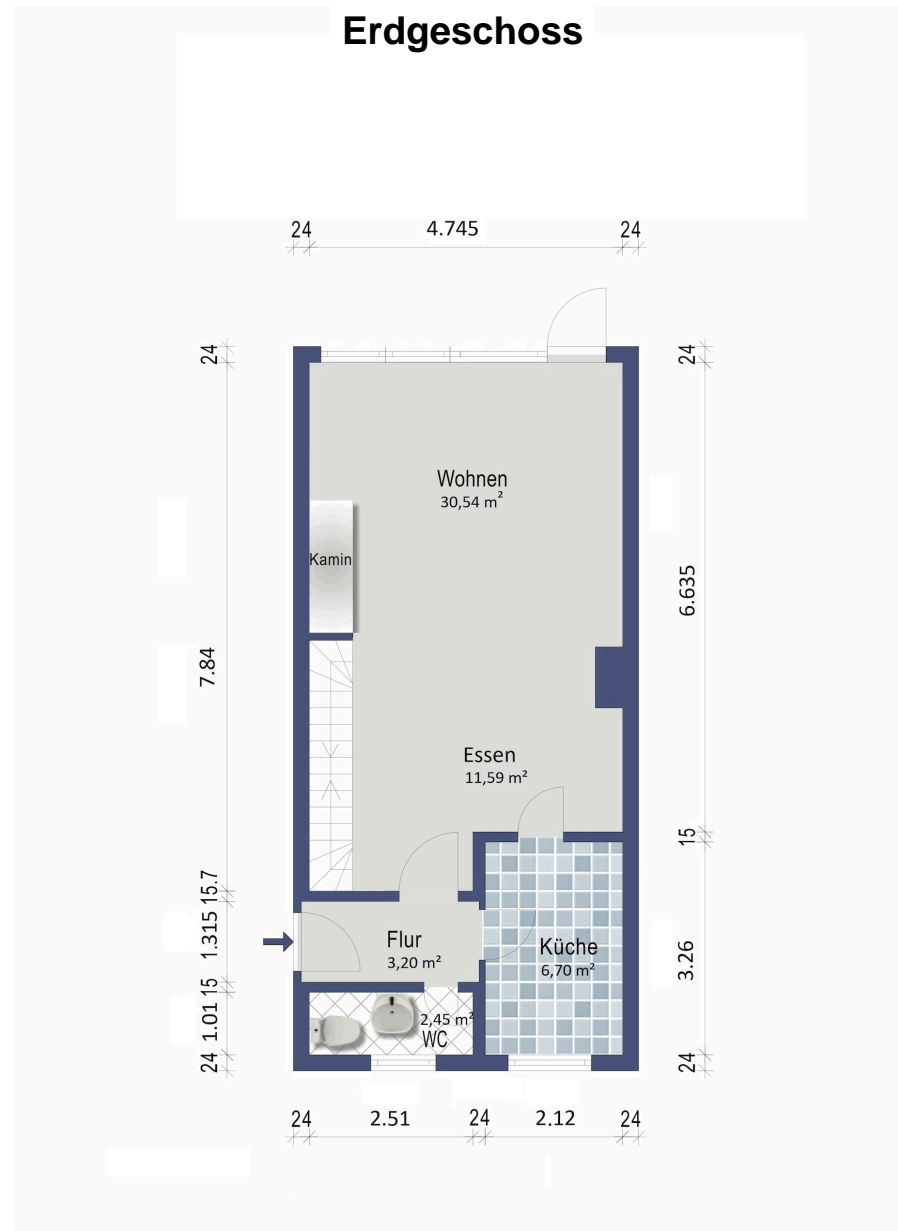 Erdgeschoss
24 4.745 24
24
24
Wohnen
30,54 m²
Kamin
6.635
7.84
Essen
11,59 m²
15
15.7
1.315
Flur
3,20 m²
Küche
6,70 m²
3.26
15
1.01
2,45 m²
WC
24
24
24 2.51 24 2.12 24